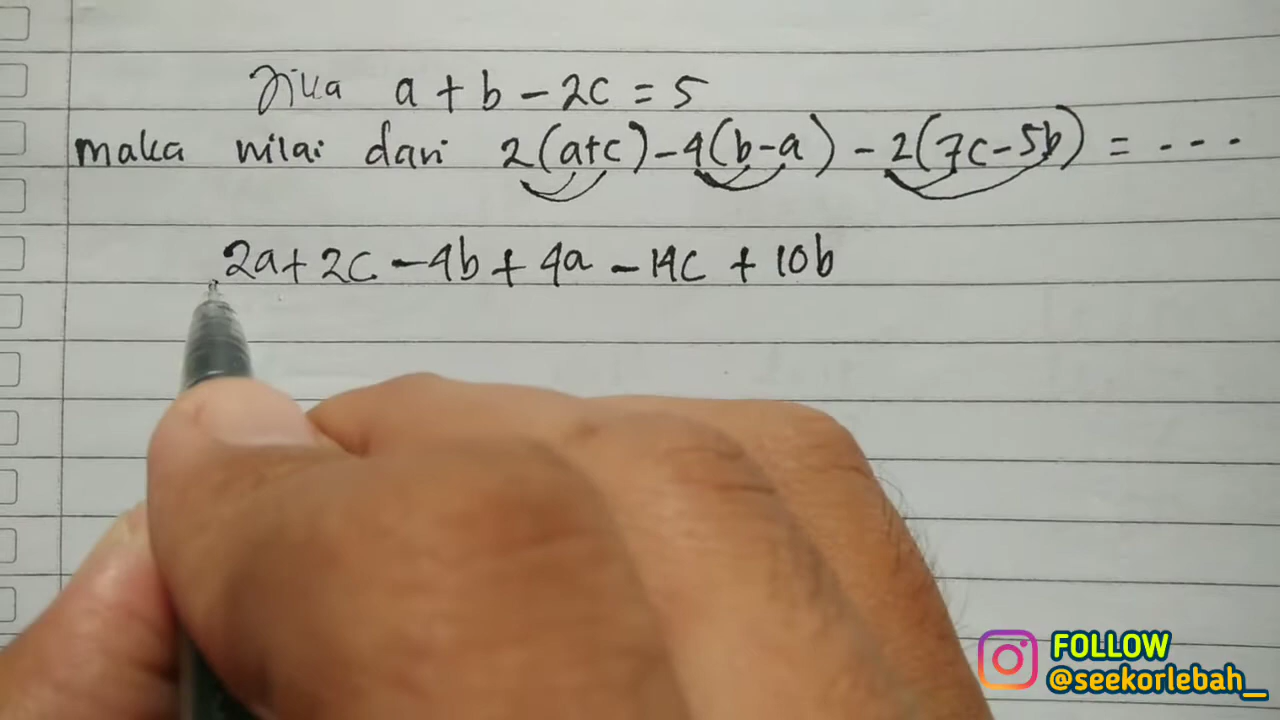 Jika a + b - 2c = 5
maka nilai dari 2(a+c) - 4(b-a) - 2(7c-5b) = ...
2a + 2c - 4b + 4a - 14c + 10b
FOLLOW
@seekorlebah_